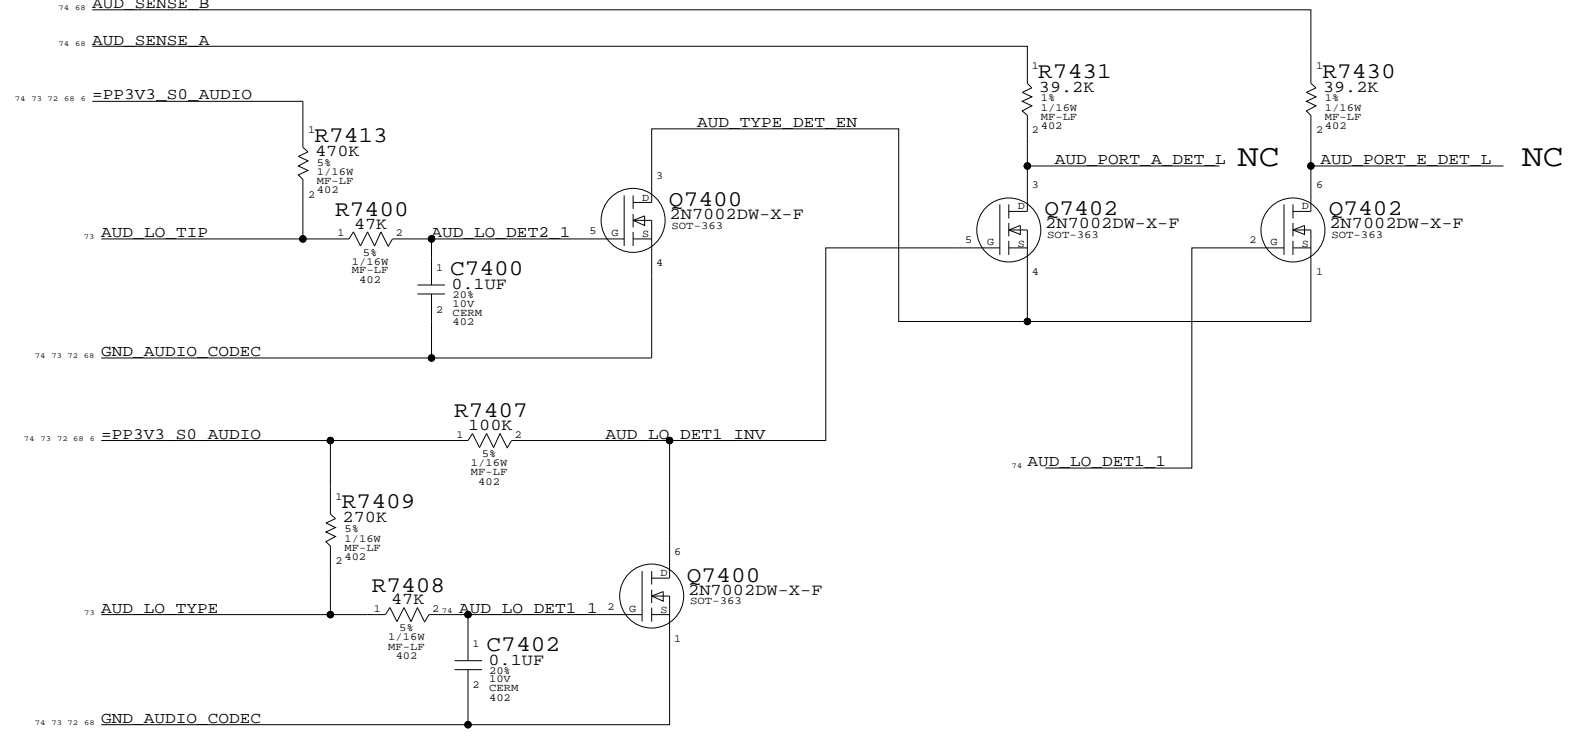 74 68 AUD_SENSE_B
74 68 AUD_SENSE_A
1 R7431
39.2K
1%
1/16W
MF-LF
2 402
1 R7430
39.2K
1%
1/16W
MF-LF
2 402
74 73 72 68 6 =PP3V3_S0_AUDIO
1 R7413
470K
5%
1/16W
MF-LF
2 402
AUD_TYPE_DET_EN
AUD_PORT_A_DET_L NC
AUD_PORT_E_DET_L NC
R7400
47K
1 2
5%
1/16W
MF-LF
402
73 AUD_LO_TIP
AUD_LO_DET2_1
3
D
5 G
S
4
Q7400
2N7002DW-X-F
SOT-363
3
D
5 G
S
4
Q7402
2N7002DW-X-F
SOT-363
6
D
2 G
S
1
Q7402
2N7002DW-X-F
SOT-363
1 C7400
0.1UF
20%
10V
2 CERM
402
74 73 72 68 GND_AUDIO_CODEC
R7407
100K
1 2
5%
1/16W
MF-LF
402
74 73 72 68 6 =PP3V3_S0_AUDIO
AUD_LO_DET1_INV
74 AUD_LO_DET1_1
1 R7409
270K
5%
1/16W
MF-LF
2 402
R7408
47K
1 2
5%
1/16W
MF-LF
402
73 AUD_LO_TYPE
74 AUD_LO_DET1_1
6
D
2 G
S
1
Q7400
2N7002DW-X-F
SOT-363
1 C7402
0.1UF
20%
10V
2 CERM
402
74 73 72 68 GND_AUDIO_CODEC